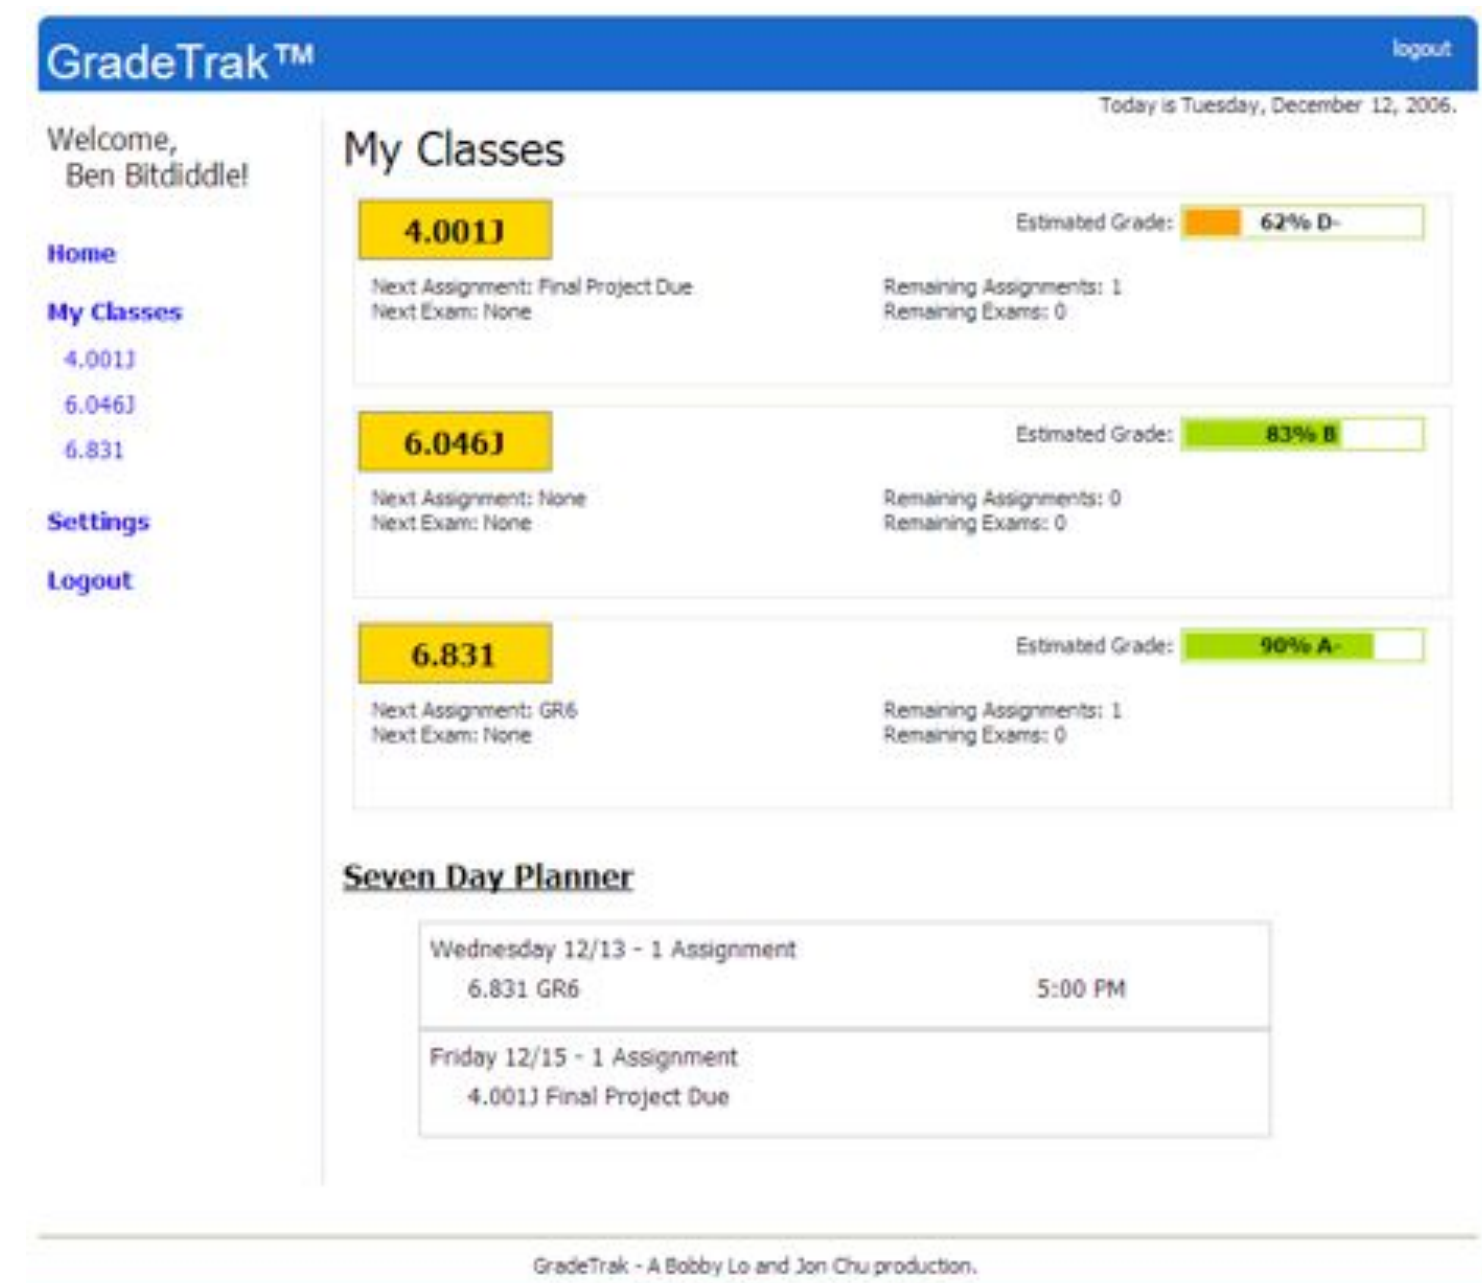 GradeTrak™
logout
Today is Tuesday, December 12, 2006.
Welcome,
Ben Bitdiddle!
Home
My Classes
4.001J
6.046J
6.831
Settings
Logout
My Classes
4.001J
Estimated Grade: 62% D-
Next Assignment: Final Project Due
Remaining Assignments: 1
Next Exam: None
Remaining Exams: 0
6.046J
Estimated Grade: 83% B
Next Assignment: None
Remaining Assignments: 0
Next Exam: None
Remaining Exams: 0
6.831
Estimated Grade: 90% A-
Next Assignment: GR6
Remaining Assignments: 1
Next Exam: None
Remaining Exams: 0
Seven Day Planner
Wednesday 12/13 - 1 Assignment
6.831 GR6 5:00 PM
Friday 12/15 - 1 Assignment
4.001J Final Project Due
GradeTrak - A Bobby Lo and Jon Chu production.